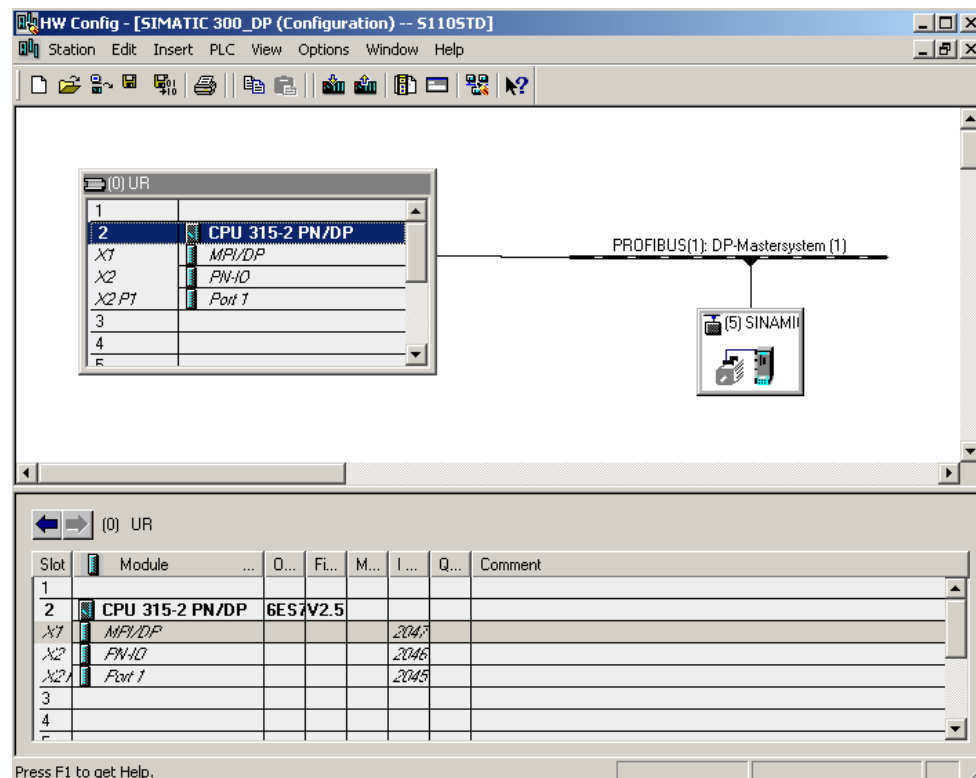 HW Config - [SIMATIC 300_DP (Configuration) -- S110STD]
Station Edit Insert PLC View Options Window Help
(0) UR
1
2 CPU 315-2 PN/DP
X1 MPI/DP
X2 PN-IO
X2 P1 Port 1
3
4
5
PROFIBUS(1): DP-Mastersystem (1)
(5) SINAMI
(0) UR
Slot Module ... O... Fi... M... I ... Q... Comment
1
2 CPU 315-2 PN/DP 6ES7 V2.5
X1 MPI/DP 2047
X2 PN-IO 2046
X2 Port 1 2045
3
4
Press F1 to get Help.